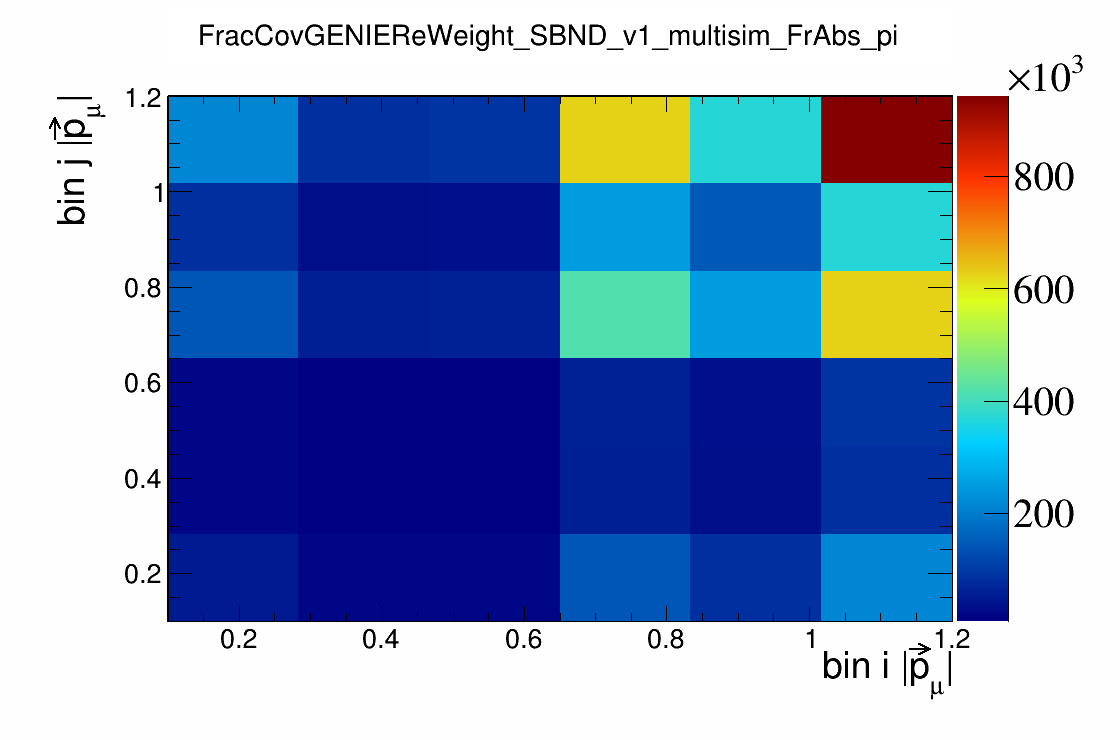 FracCovGENIEReWeight_SBND_v1_multisim_FrAbs_pi
×10³
bin j |p⃗_μ|
1.2
1
0.8
0.6
0.4
0.2
800
600
400
200
0.2 0.4 0.6 0.8 1 1.2
bin i |p⃗_μ|